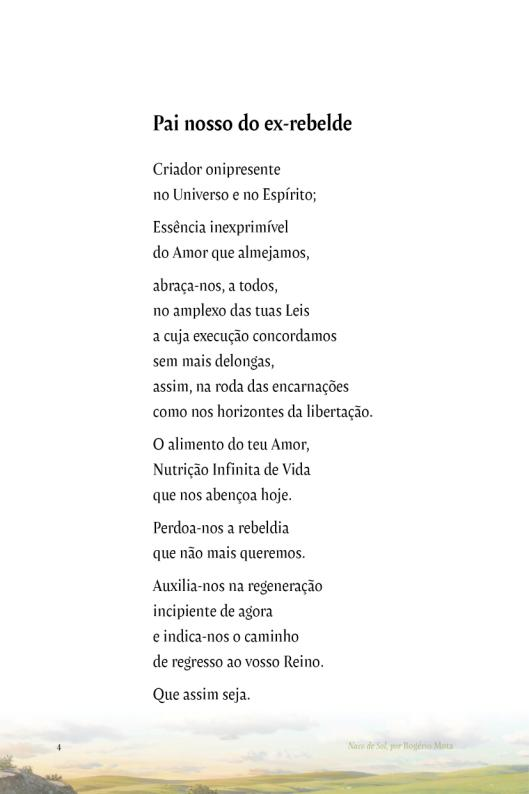 Pai nosso do ex-rebelde
Criador onipresente
no Universo e no Espírito;
Essência inexprimível
do Amor que almejamos,
abraça-nos, a todos,
no amplexo das tuas Leis
a cuja execução concordamos
sem mais delongas,
assim, na roda das encarnações
como nos horizontes da libertação.
O alimento do teu Amor,
Nutrição Infinita de Vida
que nos abençoa hoje.
Perdoa-nos a rebeldia
que não mais queremos.
Auxilia-nos na regeneração
incipiente de agora
e indica-nos o caminho
de regresso ao vosso Reino.
Que assim seja.
4
Naco de Sol, por Rogério Mota